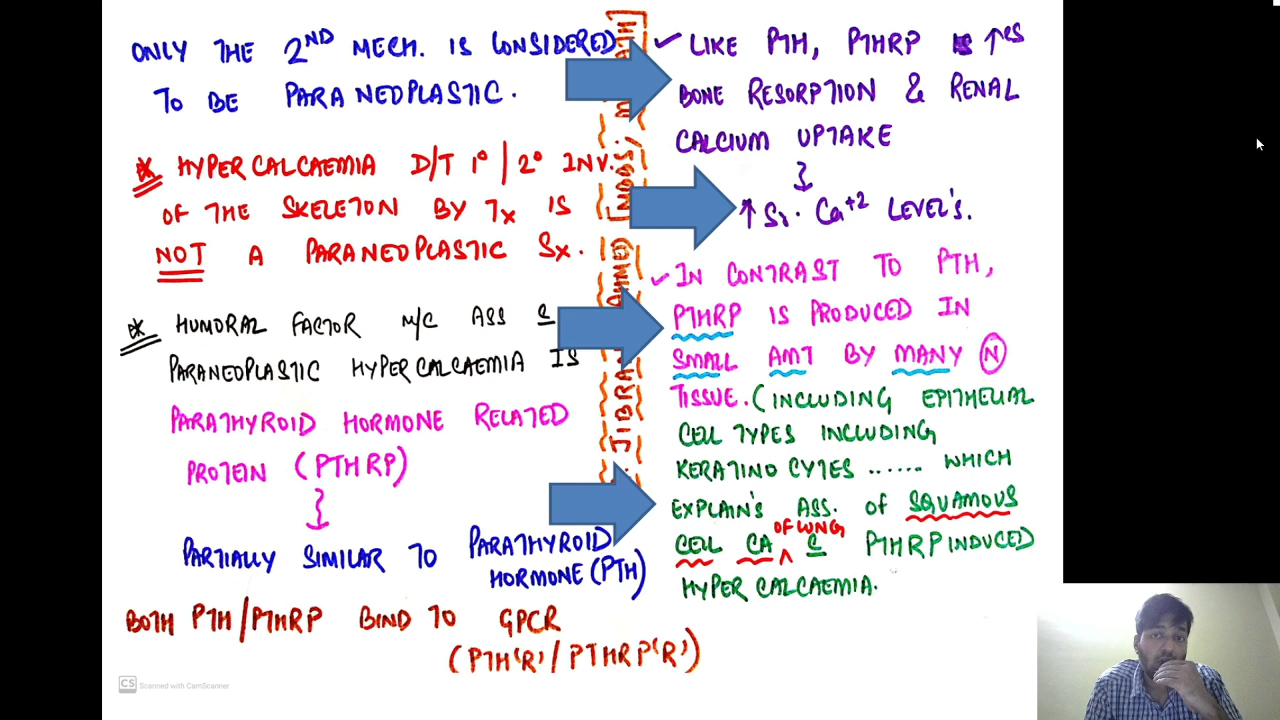 ONLY THE 2ND MECH. IS CONSIDERED
TO BE PARANEOPLASTIC.
* HYPERCALCAEMIA D/T 1° / 2° INV.
OF THE SKELETON BY Tx IS
NOT A PARANEOPLASTIC Sx.
* HUMORAL FACTOR M/C ASS C̄
PARANEOPLASTIC HYPERCALCAEMIA IS
PARATHYROID HORMONE RELATED
PROTEIN (PTHRP)
PARTIALLY SIMILAR TO PARATHYROID
HORMONE (PTH)
BOTH PTH/PTHRP BIND TO GPCR
(PTH(R)/PTHRP(R))
✓ LIKE PTH, PTHRP ↑ES
BONE RESORPTION & RENAL
CALCIUM UPTAKE
↑ Sr. Ca+2 LEVEL'S.
✓ IN CONTRAST TO PTH,
PTHRP IS PRODUCED IN
SMALL AMT BY MANY N
TISSUE. (INCLUDING EPITHELIAL
CELL TYPES INCLUDING
KERATINOCYTES ...... WHICH
EXPLAIN'S ASS. OF SQUAMOUS
CELL CA OF LUNG C̄ PTHRP INDUCED
HYPERCALCAEMIA.
CS Scanned with CamScanner